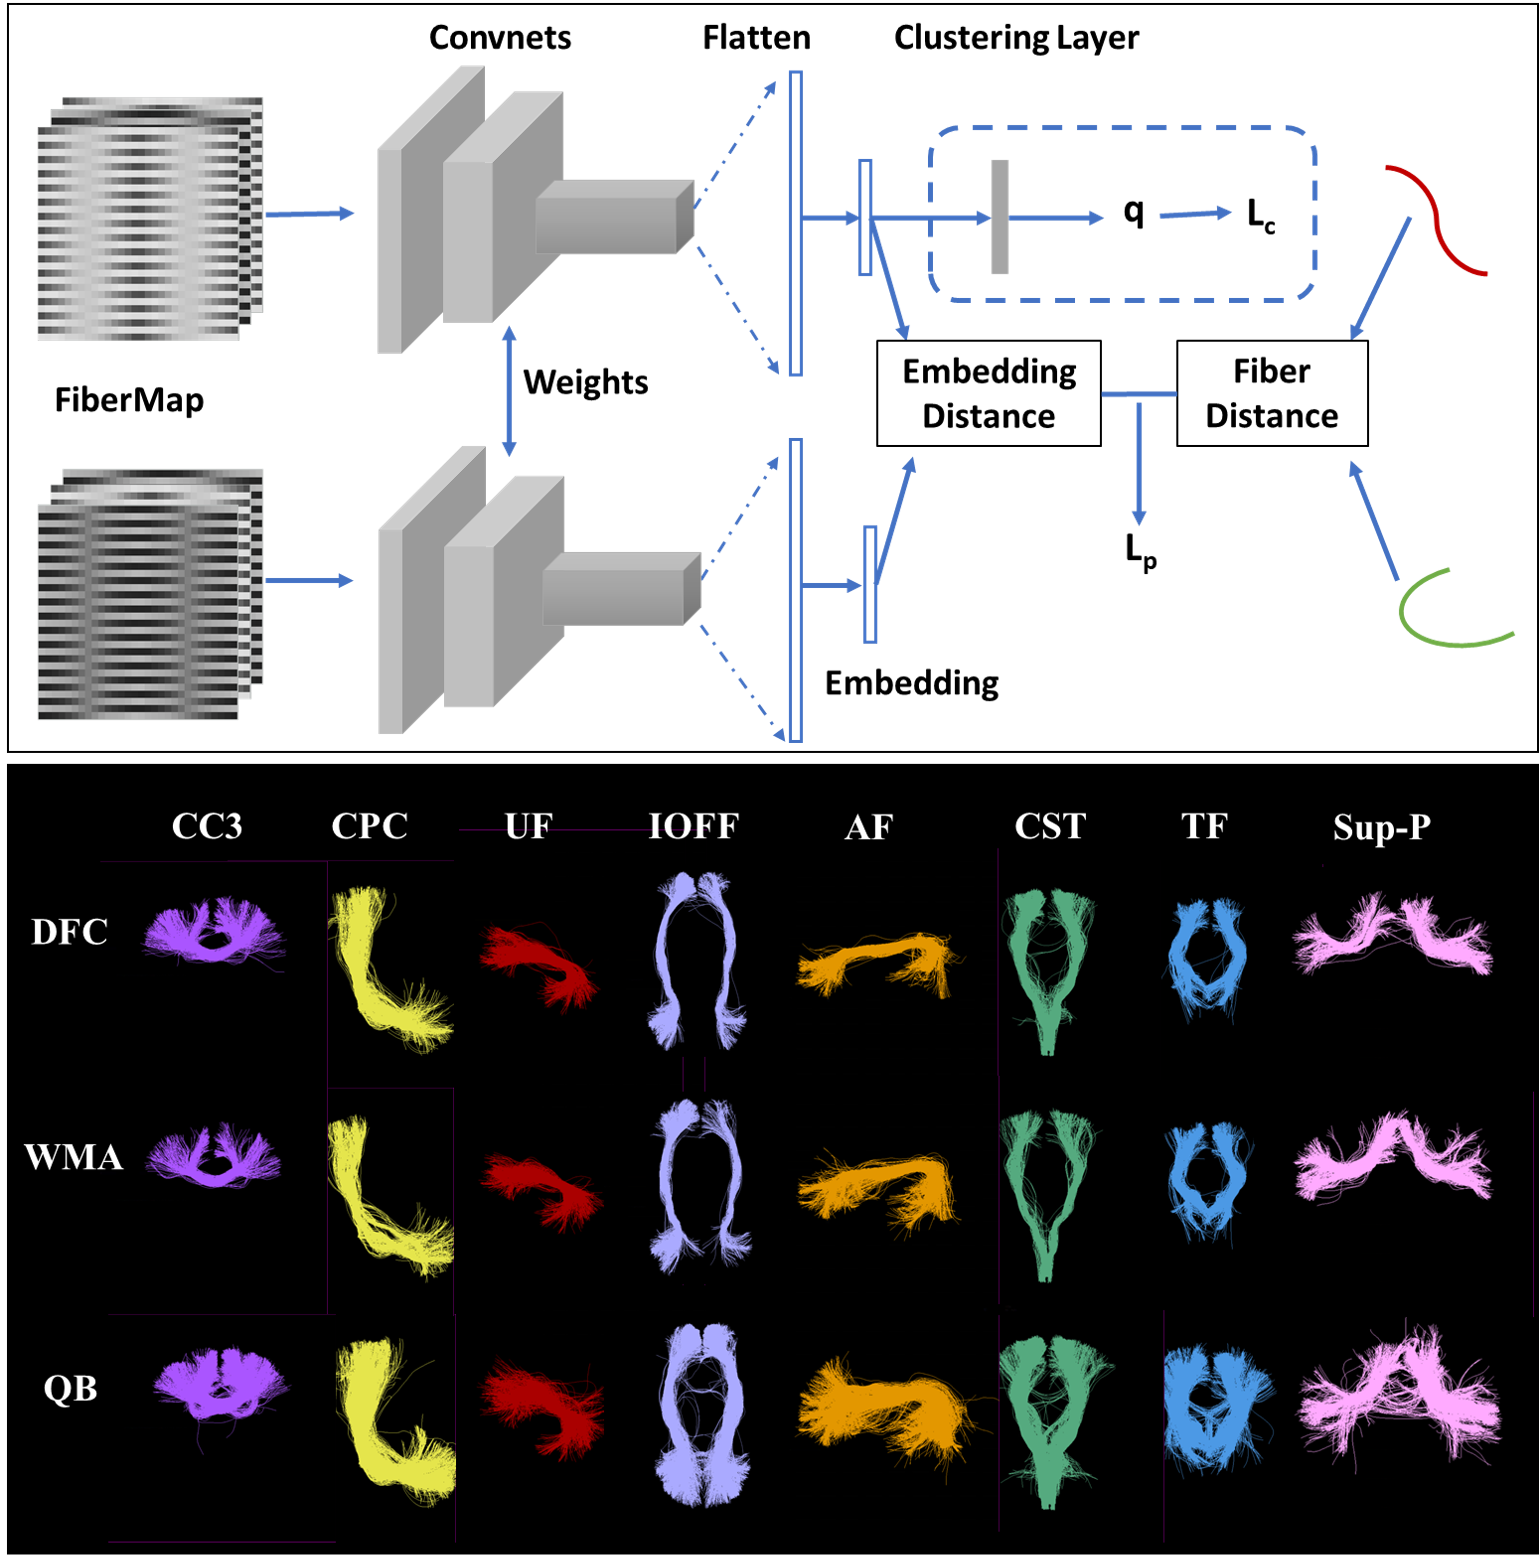 Convnets Flatten Clustering Layer
q L_c
Weights
FiberMap
Embedding
Distance
Fiber
Distance
L_p
Embedding
CC3 CPC UF IOFF AF CST TF Sup-P
DFC
WMA
QB